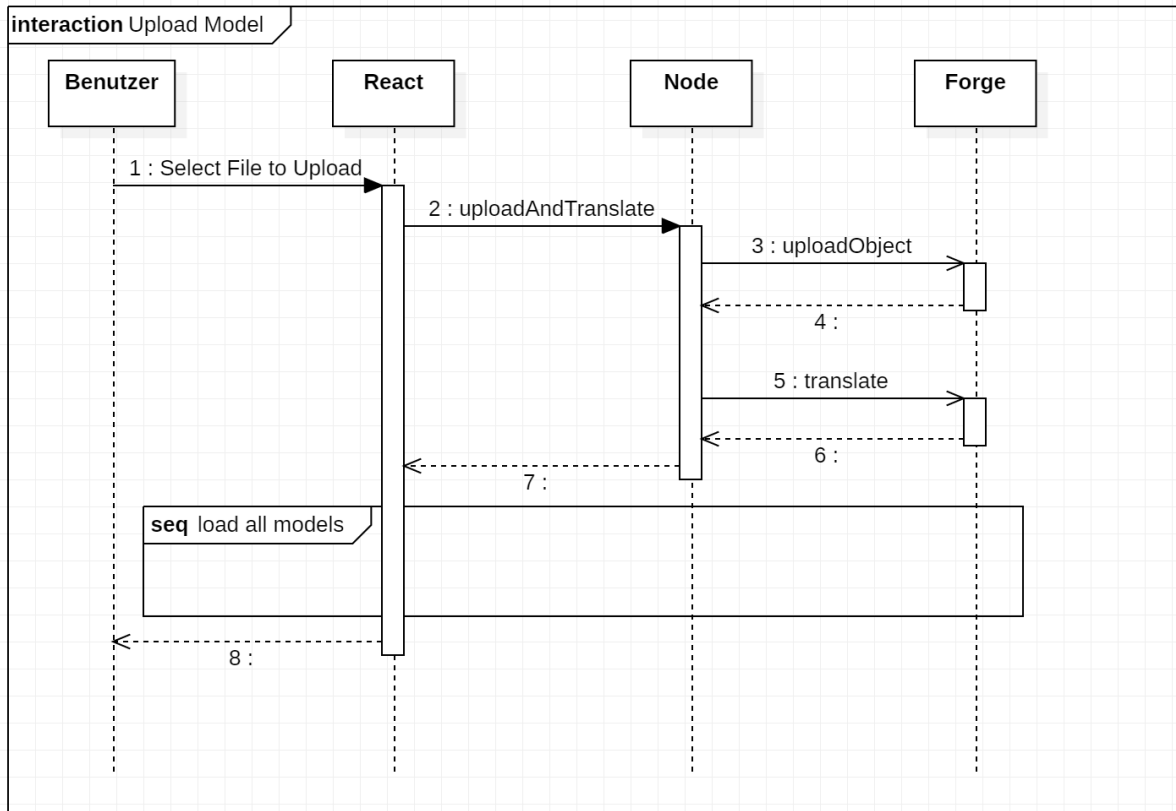 interaction Upload Model
Benutzer React Node Forge
1 : Select File to Upload
2 : uploadAndTranslate
3 : uploadObject
4 :
5 : translate
6 :
7 :
seq load all models
8 :